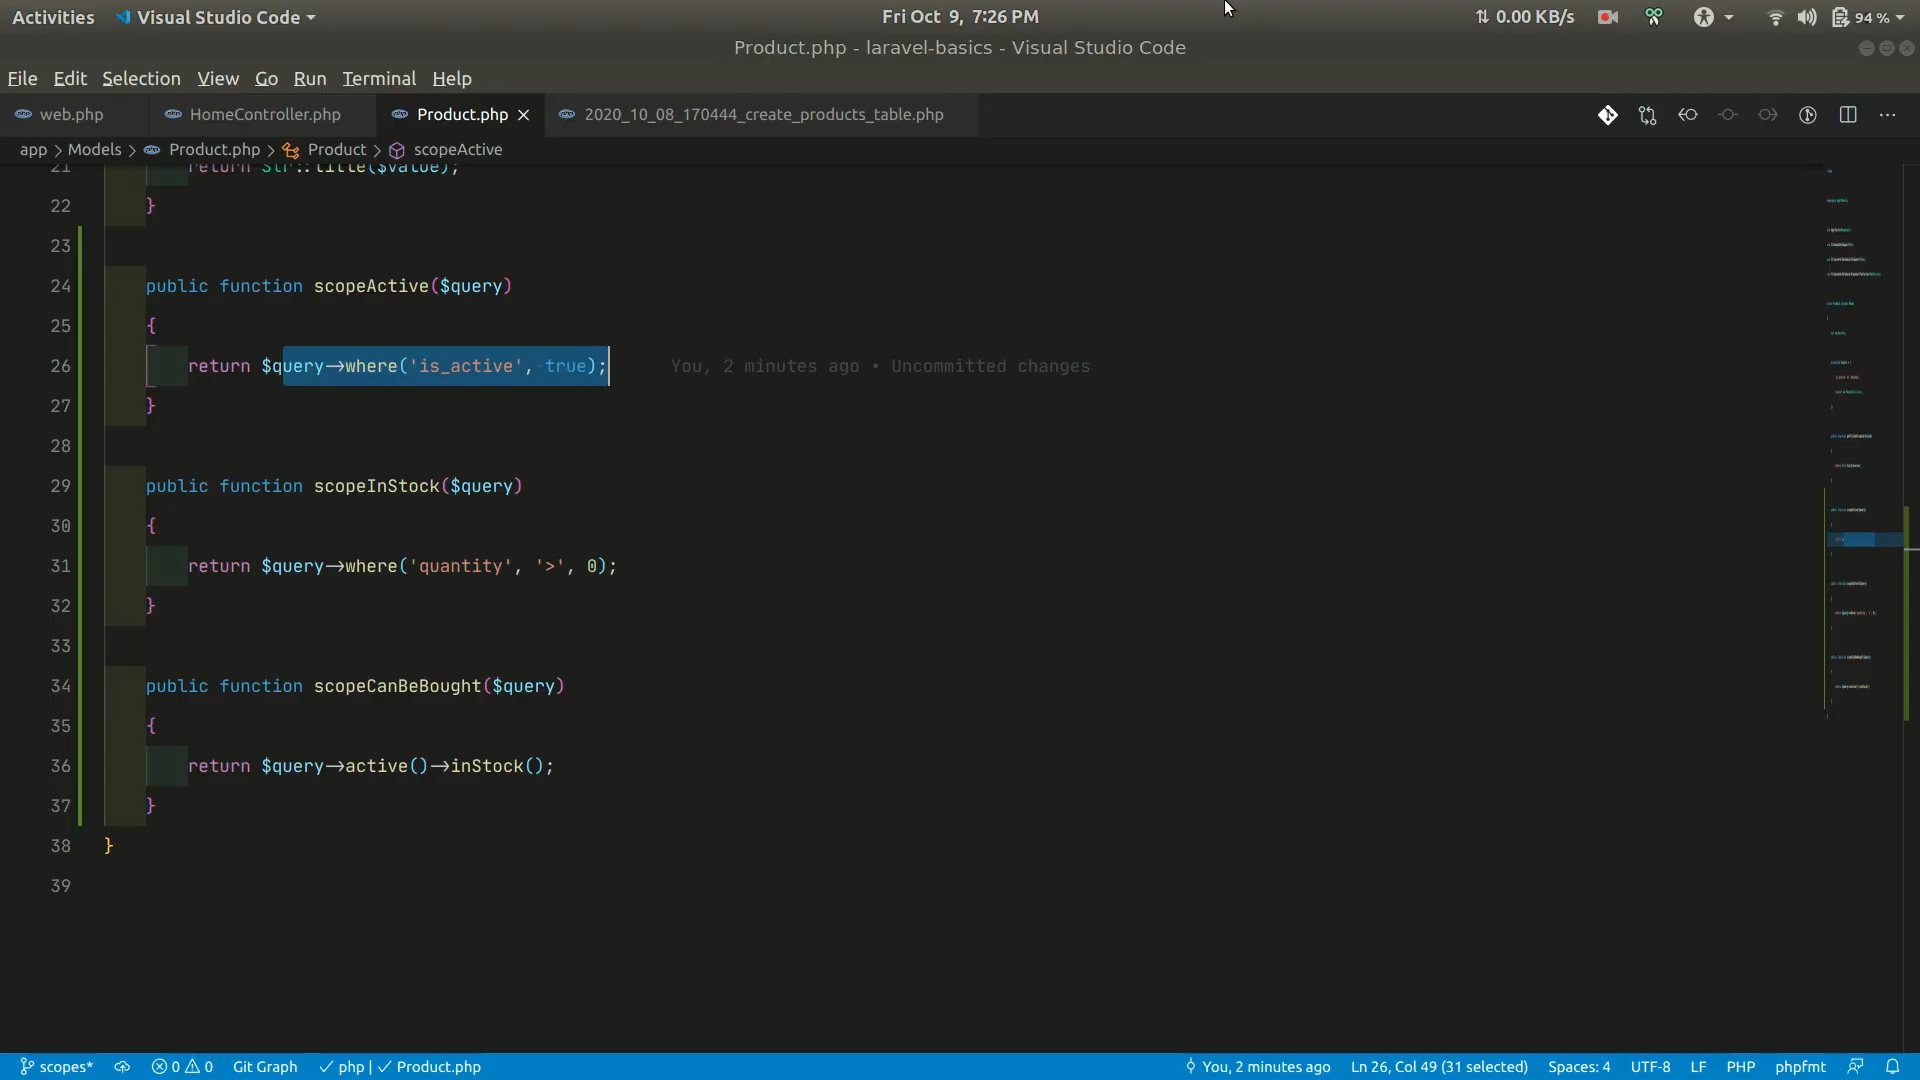 Activities Visual Studio Code Fri Oct 9, 7:26 PM 0.00 KB/s 94 %
Product.php - laravel-basics - Visual Studio Code
File Edit Selection View Go Run Terminal Help
web.php HomeController.php Product.php 2020_10_08_170444_create_products_table.php
app > Models > Product.php > Product > scopeActive
21 return Str::title($value);
22 }
23
24 public function scopeActive($query)
25 {
26 return $query->where('is_active', true); You, 2 minutes ago • Uncommitted changes
27 }
28
29 public function scopeInStock($query)
30 {
31 return $query->where('quantity', '>', 0);
32 }
33
34 public function scopeCanBeBought($query)
35 {
36 return $query->active()->inStock();
37 }
38 }
39
scopes* 0 0 Git Graph ✓ php | ✓ Product.php You, 2 minutes ago Ln 26, Col 49 (31 selected) Spaces: 4 UTF-8 LF PHP phpfmt